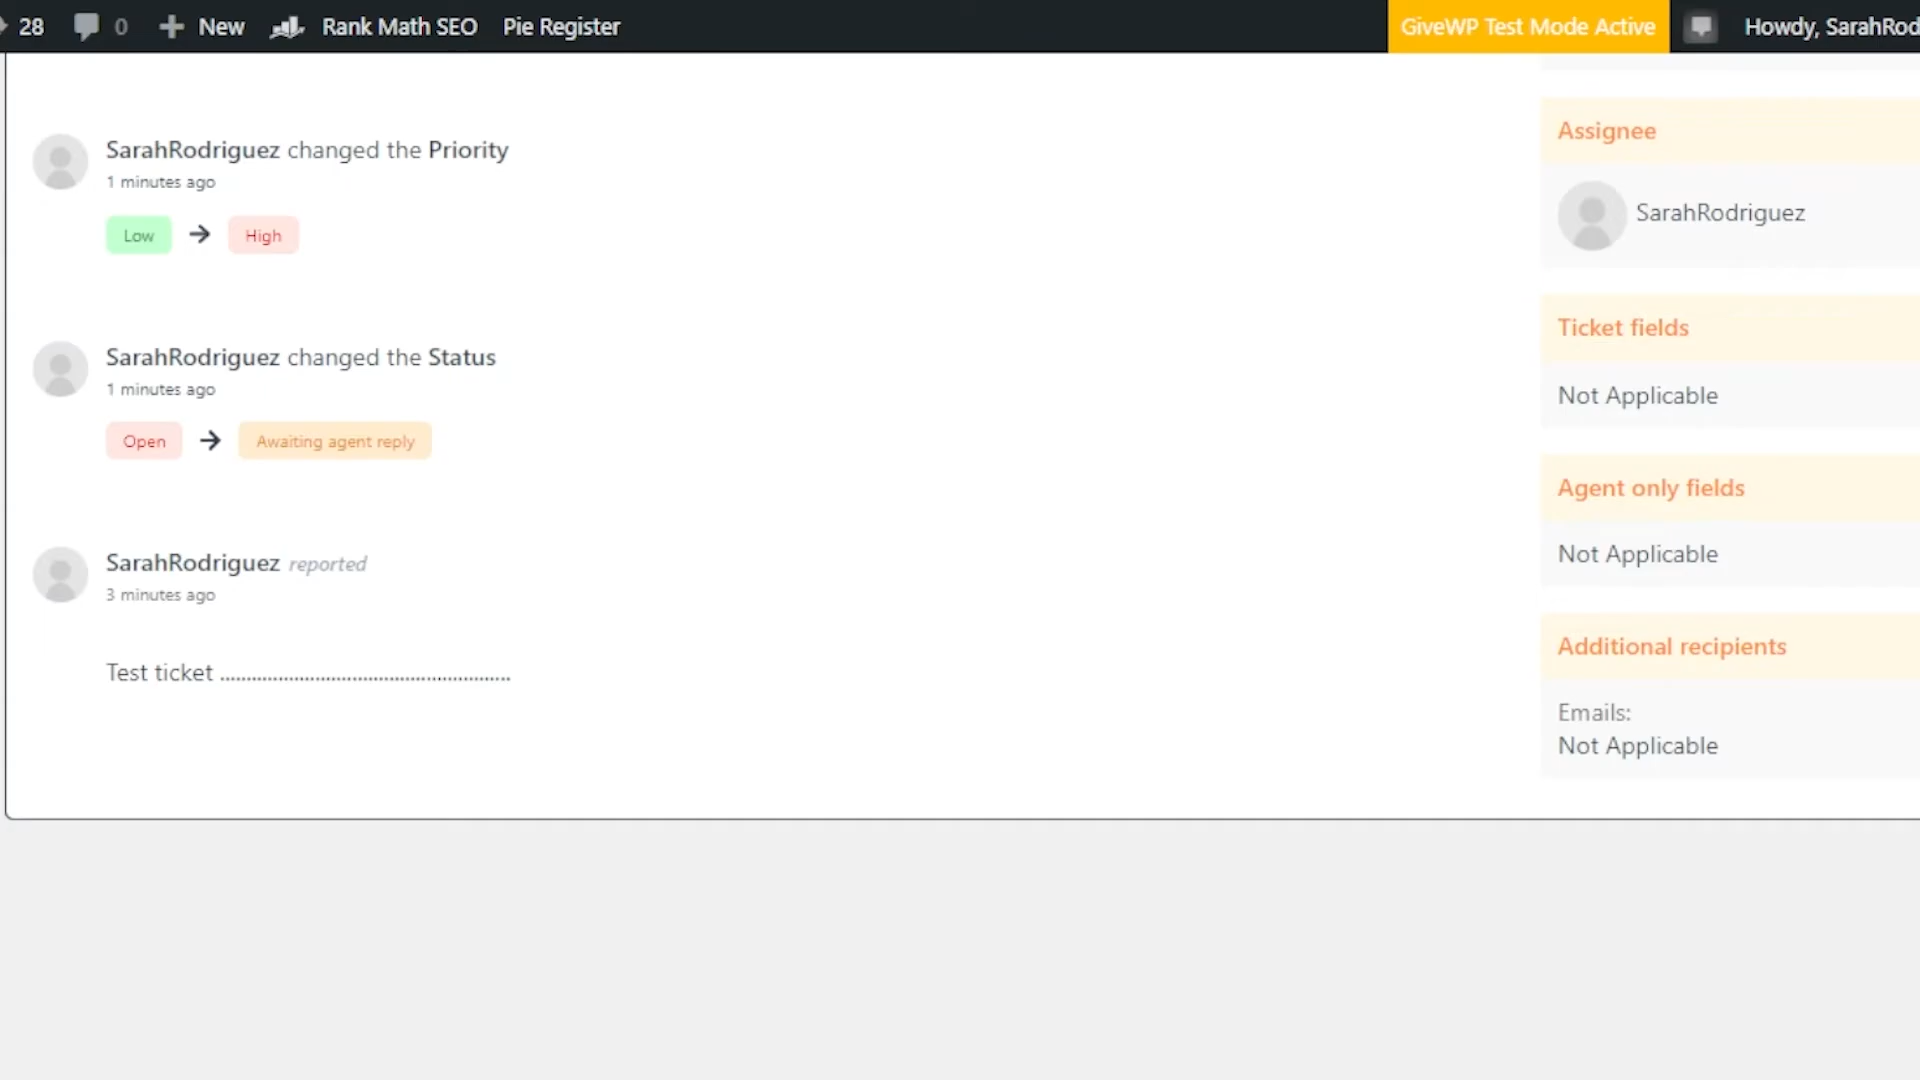 28 0 New Rank Math SEO Pie Register GiveWP Test Mode Active Howdy, SarahRod
SarahRodriguez changed the Priority
1 minutes ago
Low → High
SarahRodriguez changed the Status
1 minutes ago
Open → Awaiting agent reply
SarahRodriguez reported
3 minutes ago
Test ticket .......................................................
Assignee
SarahRodriguez
Ticket fields
Not Applicable
Agent only fields
Not Applicable
Additional recipients
Emails:
Not Applicable